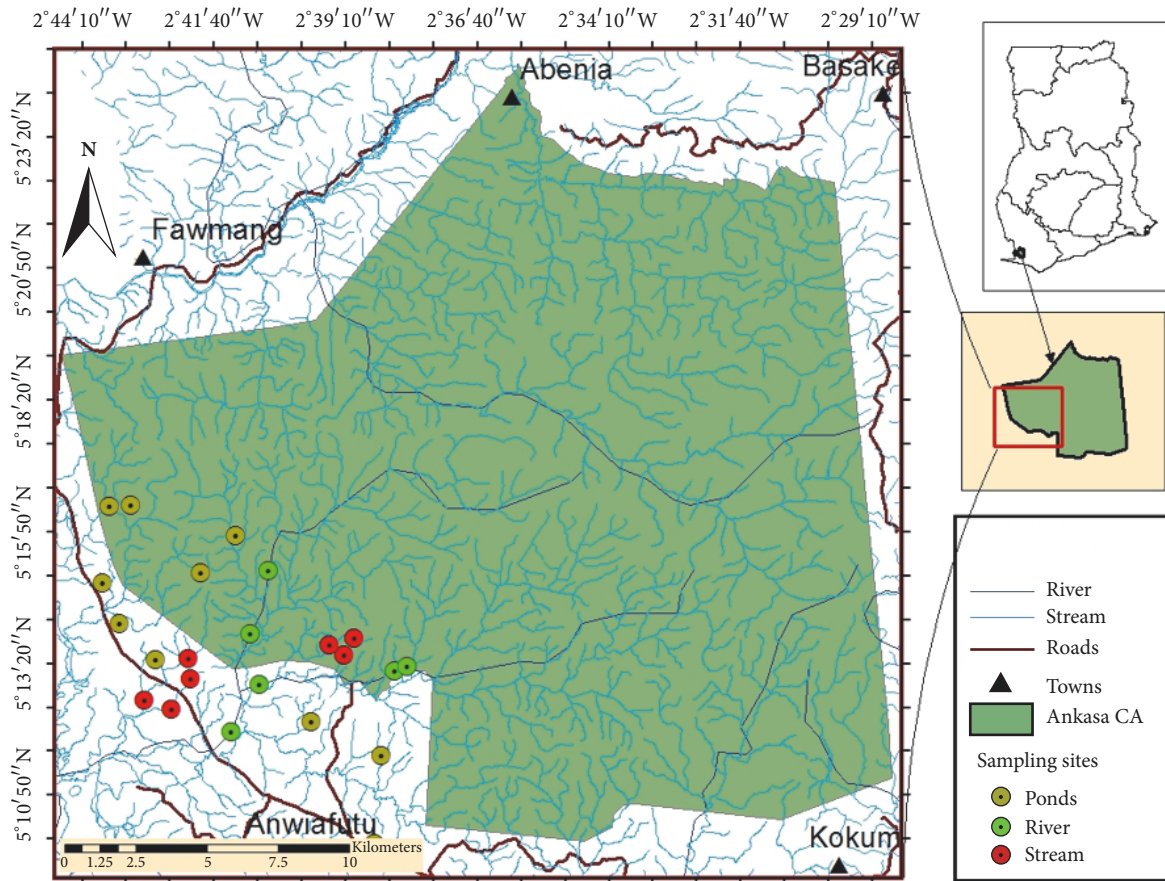 2°44′10″W 2°41′40″W 2°39′10″W 2°36′40″W 2°34′10″W 2°31′40″W 2°29′10″W
5°23′20″N
5°20′50″N
5°18′20″N
5°15′50″N
5°13′20″N
5°10′50″N
Abenia
Basake
N
Fawmang
Anwiafutu
Kokum
Kilometers
0 1.25 2.5 5 7.5 10
River
Stream
Roads
Towns
Ankasa CA
Sampling sites
Ponds
River
Stream